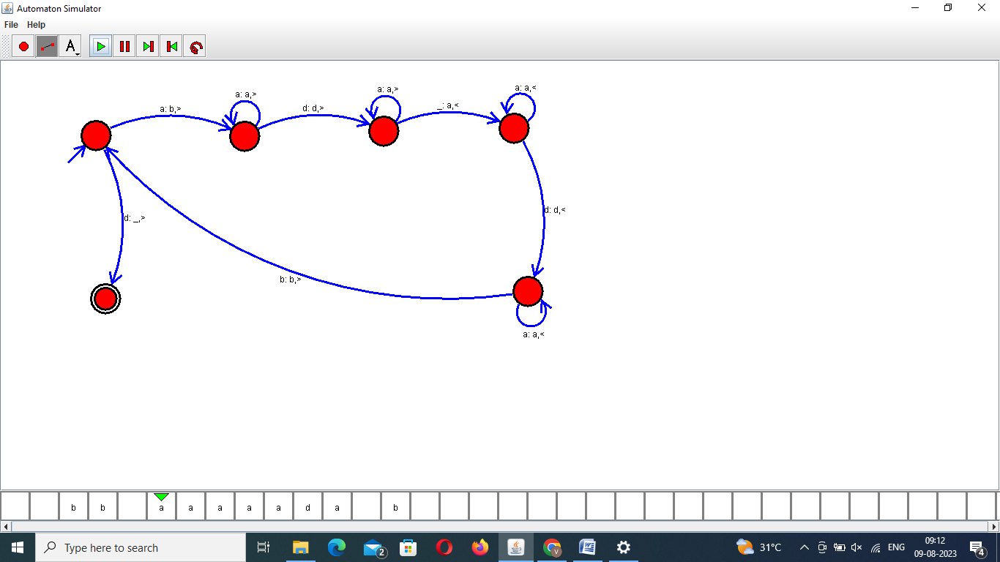 Automaton Simulator
File Help
A
a: a,>
a: a,>
a: a,<
a: b,>
d: d,>
_: a,<
d: d,<
d: _,>
b: b,>
a: a,<
b b a a a a a d a b
Type here to search
2
31°C
ENG
09:12
09-08-2023
4